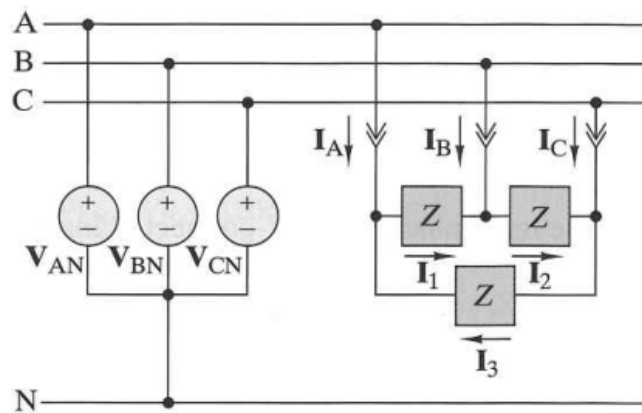 A
B
C
I_A I_B I_C
+ + +
− − −
Z Z
V_AN V_BN V_CN
I_1 I_2
Z
I_3
N